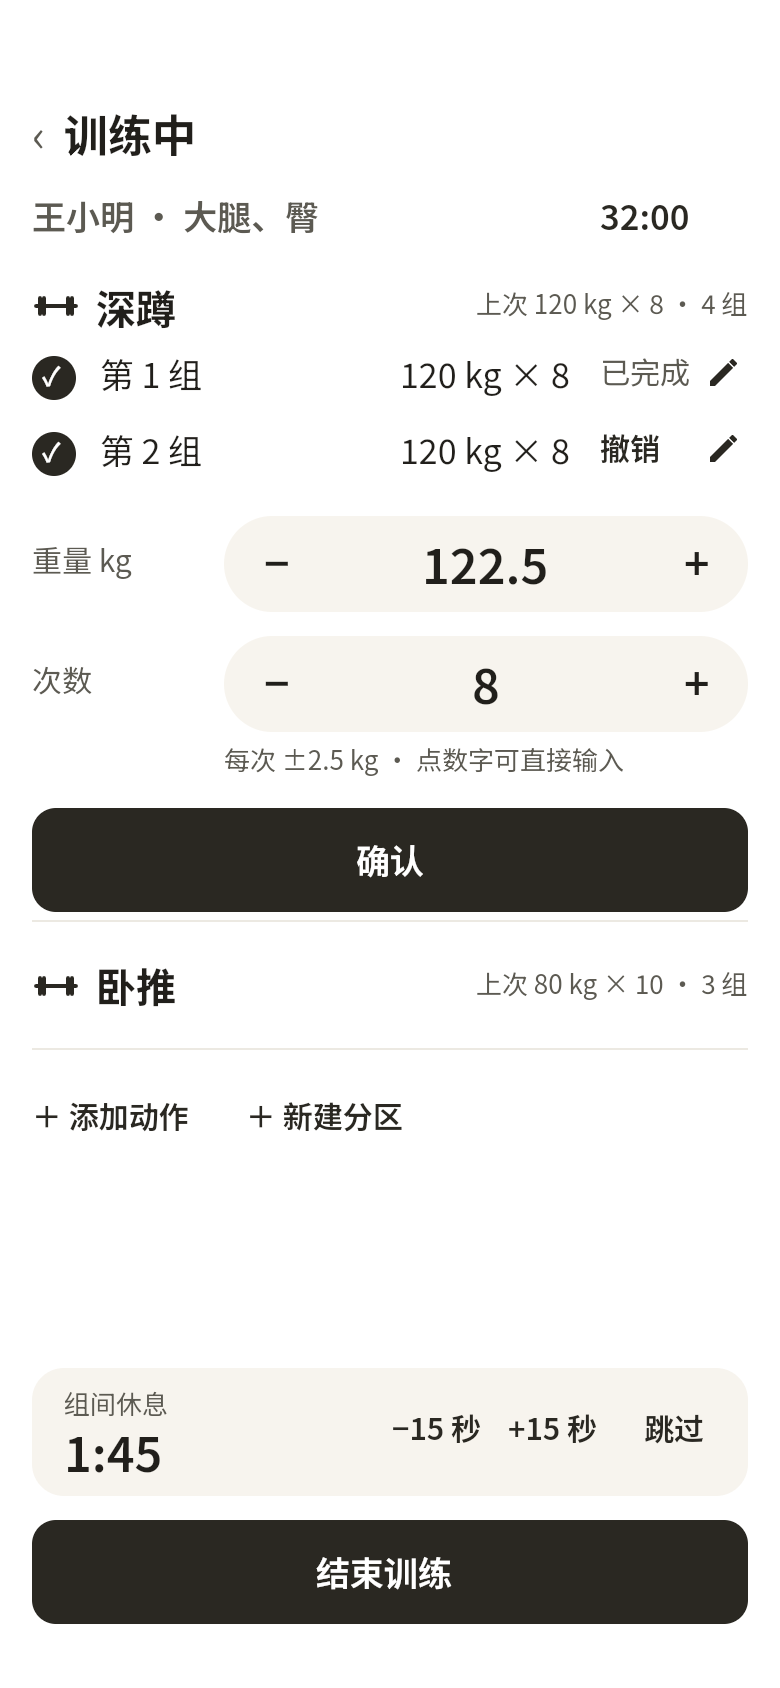 ‹ 训练中
王小明 · 大腿、臀 32:00
深蹲 上次 120 kg × 8 · 4 组
✓ 第 1 组 120 kg × 8 已完成
✓ 第 2 组 120 kg × 8 撤销
重量 kg − 122.5 +
次数 − 8 +
每次 ±2.5 kg · 点数字可直接输入
确认
卧推 上次 80 kg × 10 · 3 组
＋ 添加动作 ＋ 新建分区
组间休息
1:45 −15 秒 +15 秒 跳过
结束训练